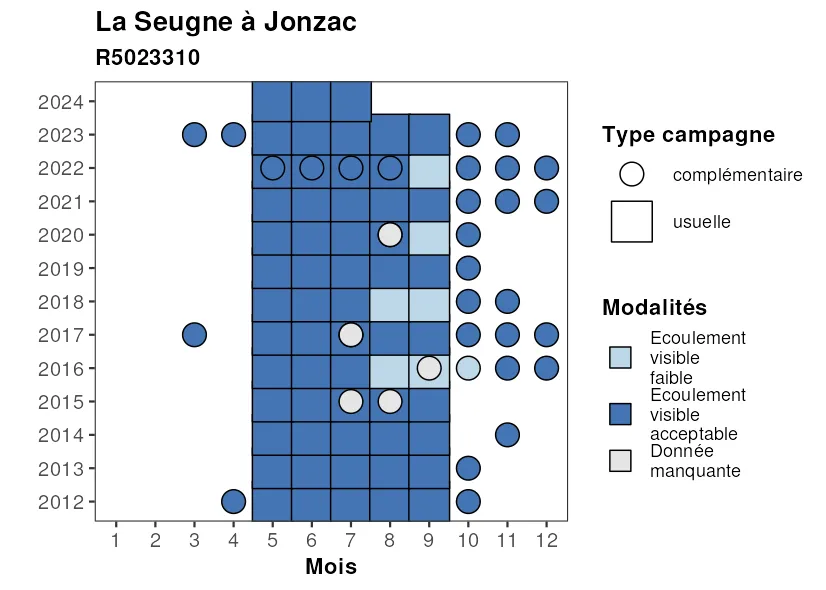 La Seugne à Jonzac
R5023310
2024
2023
2022
2021
2020
2019
2018
2017
2016
2015
2014
2013
2012
1 2 3 4 5 6 7 8 9 10 11 12
Mois
Type campagne
complémentaire
usuelle
Modalités
Ecoulement
visible
faible
Ecoulement
visible
acceptable
Donnée
manquante